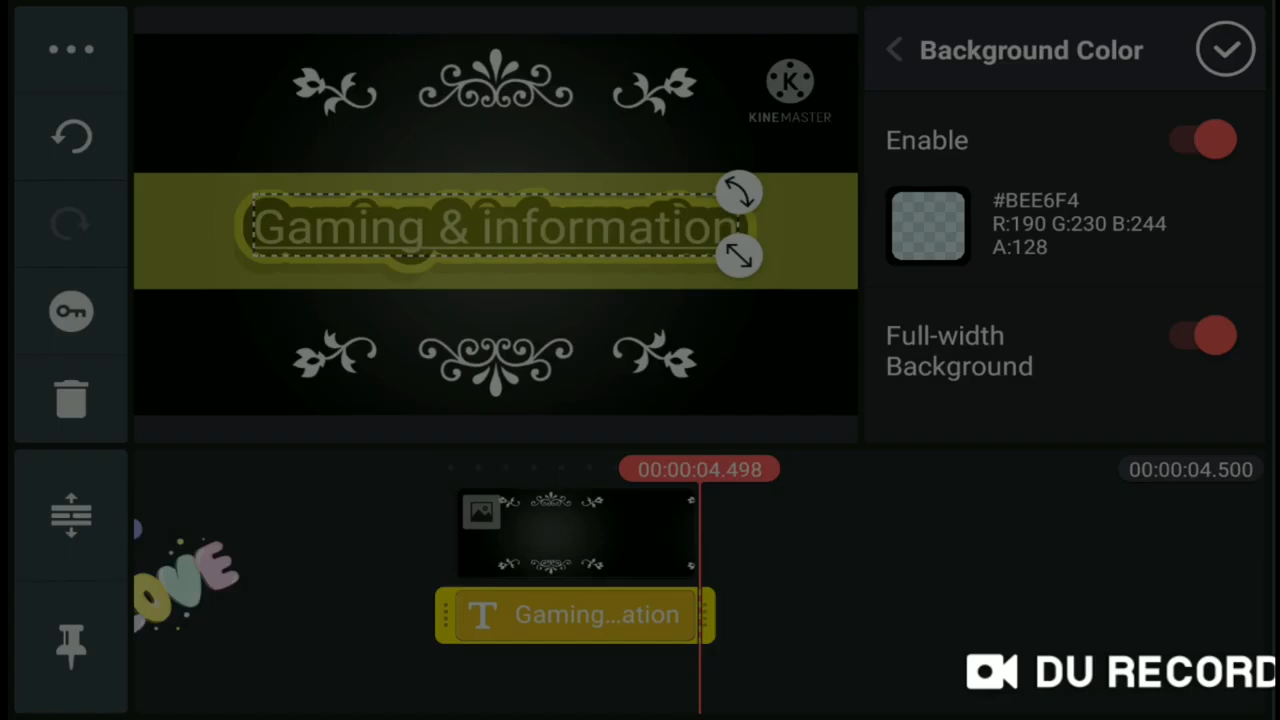 Background Color
KINEMASTER
Enable
#BEE6F4
R:190 G:230 B:244
A:128
Gaming & information
Full-width
Background
00:00:04.498
00:00:04.500
OVE
T Gaming...ation
DU RECORD